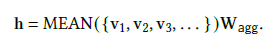 h = MEAN({v₁, v₂, v₃, . . . })W_agg.